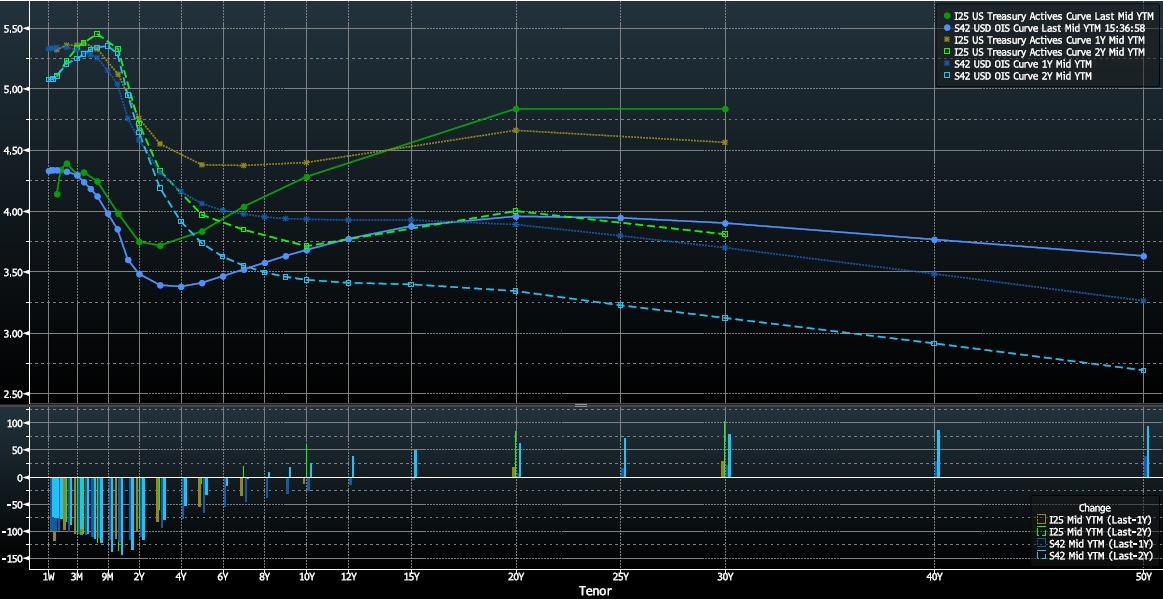 I25 US Treasury Actives Curve Last Mid YTM
S42 USD OIS Curve Last Mid YTM 15:36:58
I25 US Treasury Actives Curve 1Y Mid YTM
I25 US Treasury Actives Curve 2Y Mid YTM
S42 USD OIS Curve 1Y Mid YTM
S42 USD OIS Curve 2Y Mid YTM
5.50
5.00
4.50
4.00
3.50
3.00
2.50
100
50
0
-50
-100
-150
Change
I25 Mid YTM (Last-1Y)
I25 Mid YTM (Last-2Y)
S42 Mid YTM (Last-1Y)
S42 Mid YTM (Last-2Y)
1W 3M 9M 2Y 4Y 6Y 8Y 10Y 12Y 15Y 20Y 25Y 30Y 40Y 50Y
Tenor